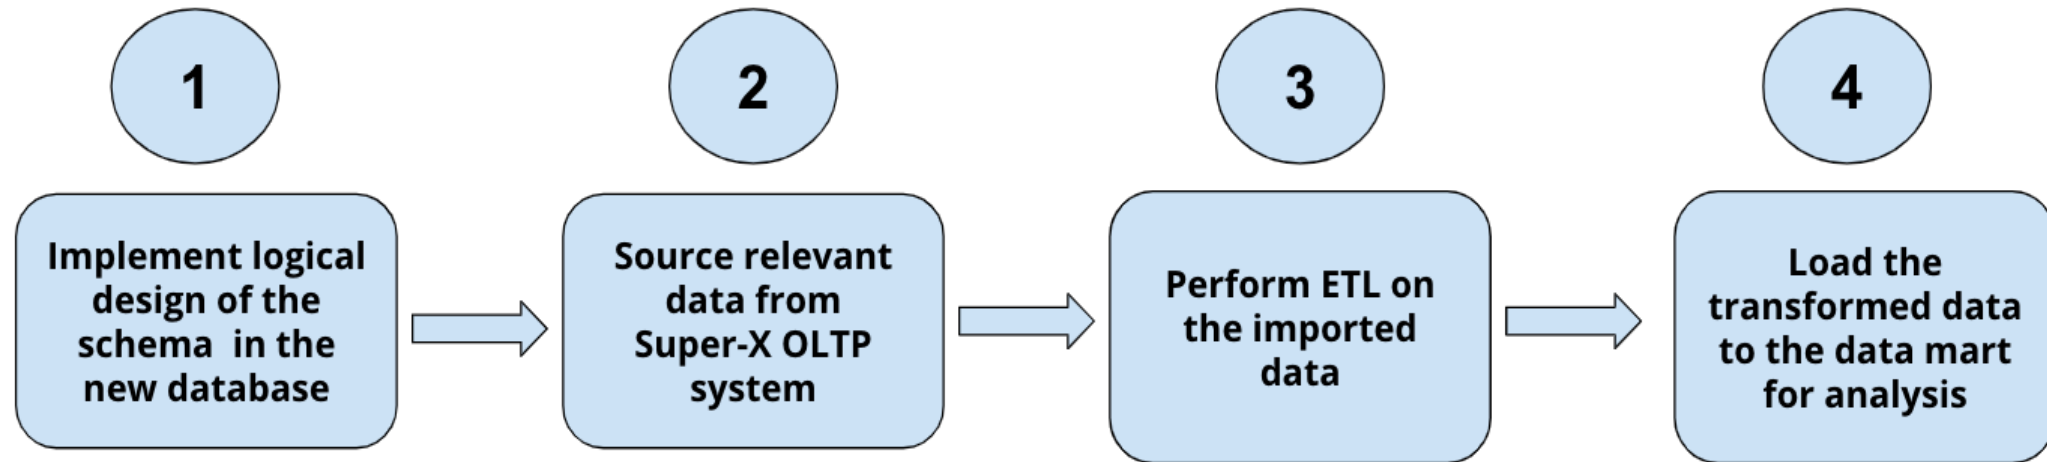 1
2
3
4
Implement logical
design of the
schema  in the
new database
Source relevant
data from
Super-X OLTP
system
Perform ETL on
the imported
data
Load the
transformed data
to the data mart
for analysis